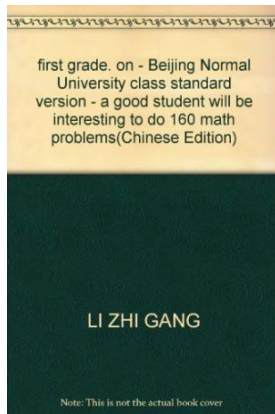 first grade. on - Beijing Normal
University class standard
version - a good student will be
interesting to do 160 math
problems(Chinese Edition)
LI ZHI GANG
Note: This is not the actual book cover